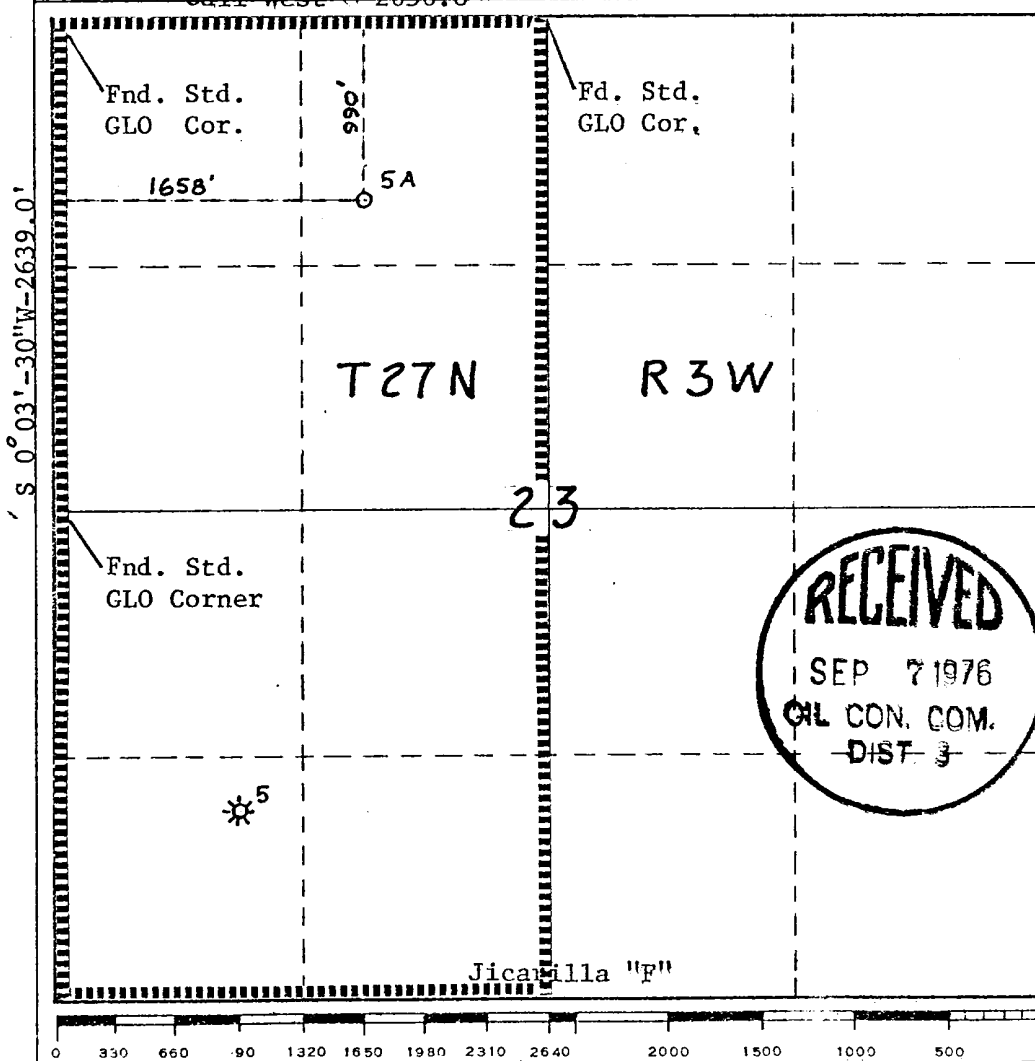 Fnd. Std.
GLO Cor.
Fd. Std.
GLO Cor.
990'
1658'
5A
S 0°03'-30"W-2639.0'
T27N
R3W
23
Fnd. Std.
GLO Corner
RECEIVED
SEP 7 1976
OIL CON. COM.
DIST. 3
5
Jicarilla "F"
0 330 660 90 1320 1650 1980 2310 2640 2000 1500 1000 500